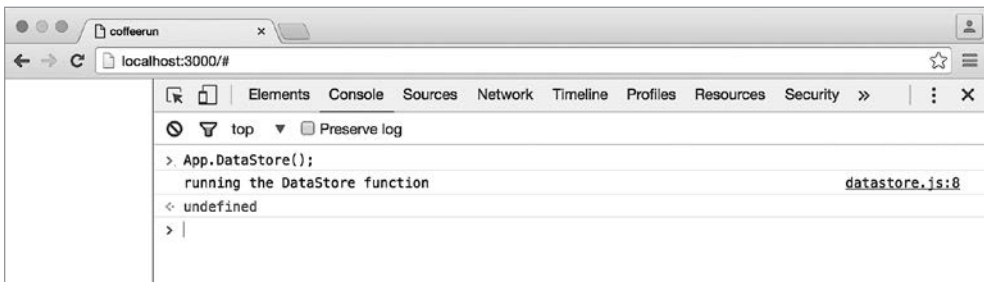 coffeerun ×
localhost:3000/#
Elements Console Sources Network Timeline Profiles Resources Security »
top ▼ Preserve log
> App.DataStore();
running the DataStore function datastore.js:8
<· undefined
>